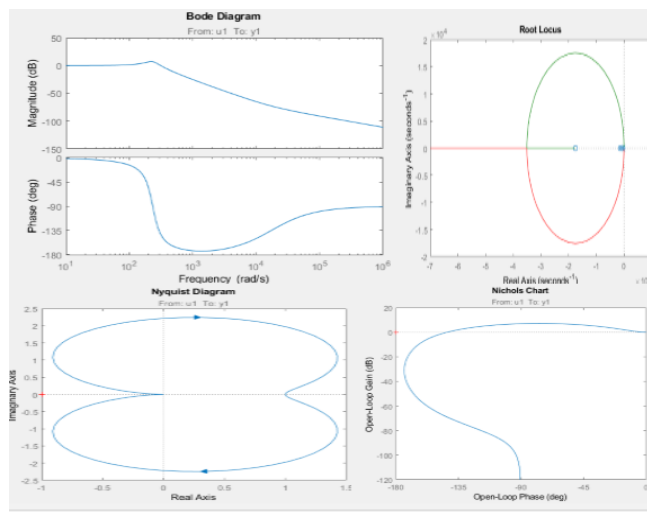 Bode Diagram
From: u1 To: y1
Magnitude (dB)
50
0
-50
-100
-150
Phase (deg)
0
-45
-90
-135
-180
10^1 10^2 10^3 10^4 10^5 10^6
Frequency (rad/s)
Root Locus
Imaginary Axis (seconds^-1)
2
1.5
1
0.5
0
-0.5
-1
-1.5
-2
-7 -6 -5 -4 -3 -2 -1 0
Real Axis (seconds^-1)
Nyquist Diagram
From: u1 To: y1
Imaginary Axis
2.5
2
1.5
1
0.5
0
-0.5
-1
-1.5
-2
-2.5
-1 -0.5 0 0.5 1 1.5
Real Axis
Nichols Chart
From: u1 To: y1
Open-Loop Gain (dB)
20
0
-20
-40
-60
-80
-100
-120
-180 -135 -90 -45 0
Open-Loop Phase (deg)